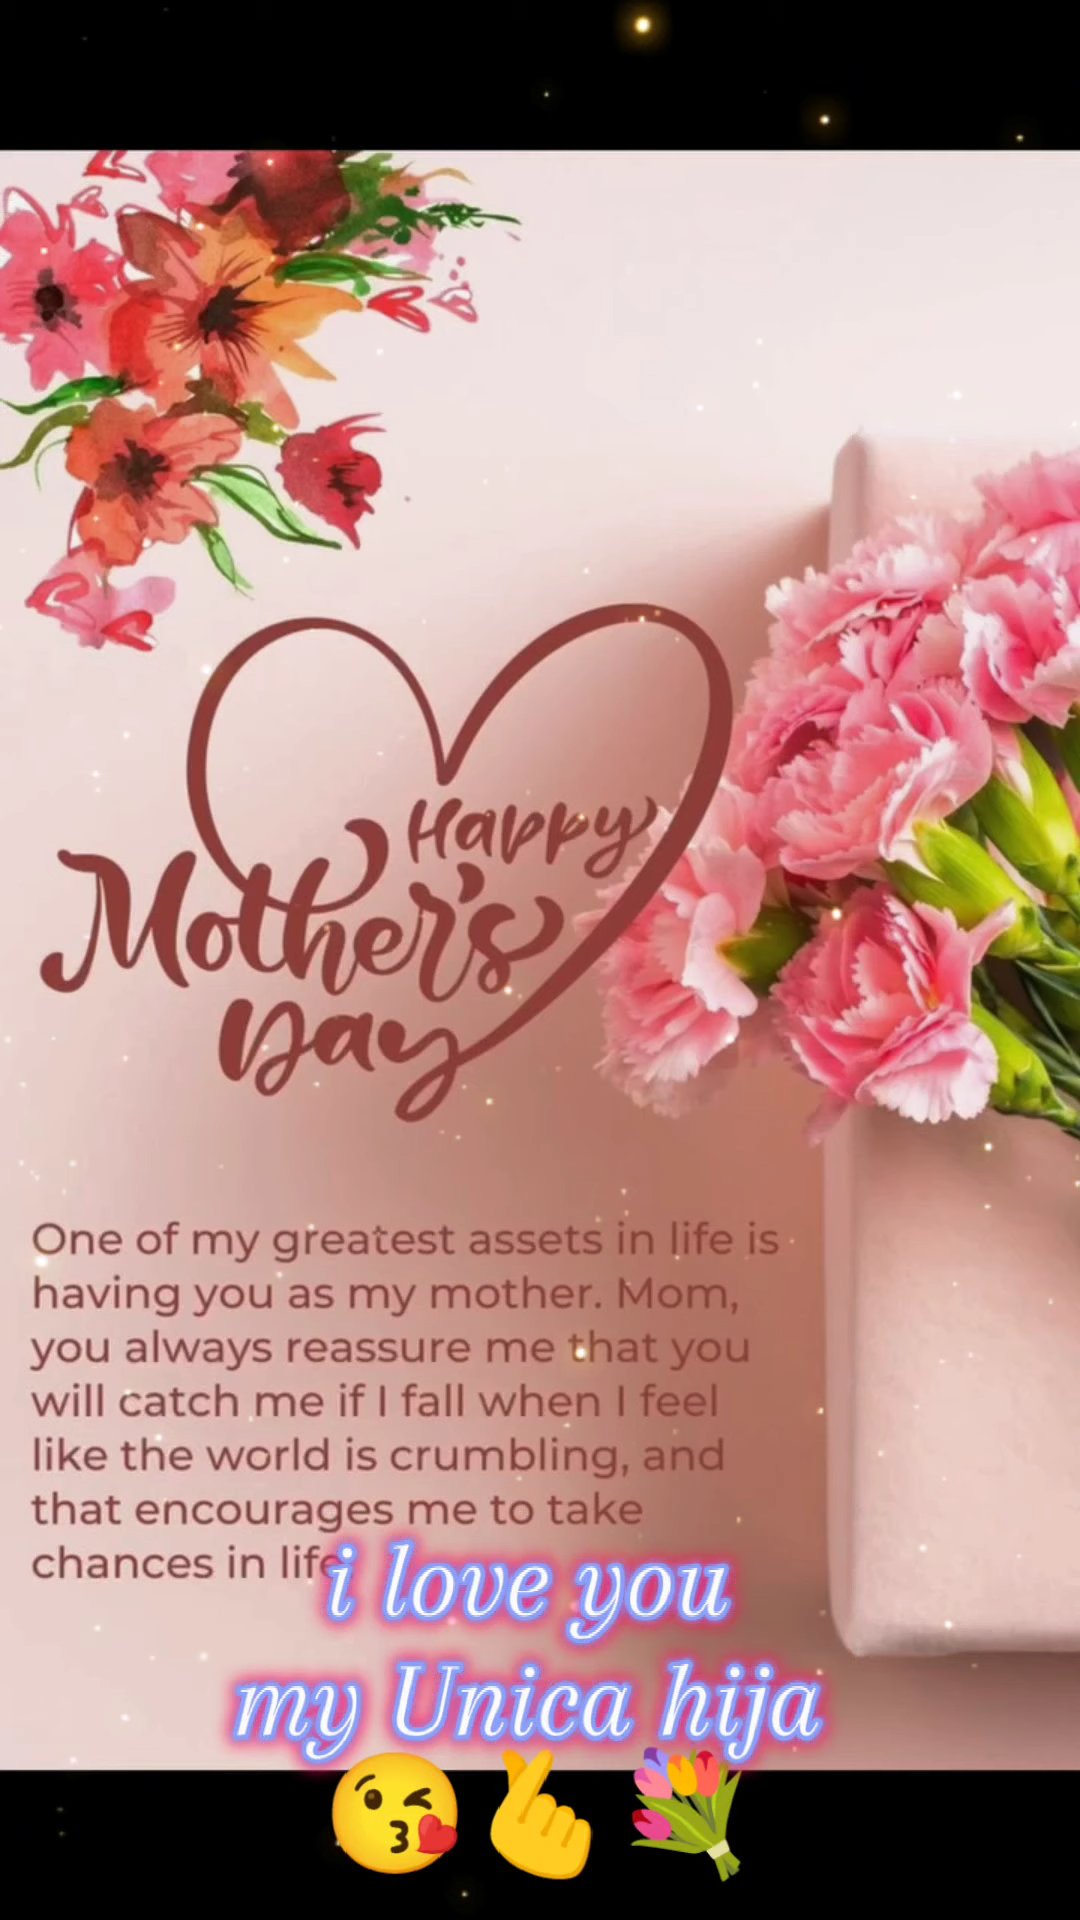 Happy
Mother's
Day
One of my greatest assets in life is
having you as my mother. Mom,
you always reassure me that you
will catch me if I fall when I feel
like the world is crumbling, and
that encourages me to take
chances in life
i love you
my Unica hija
😘🫰💐